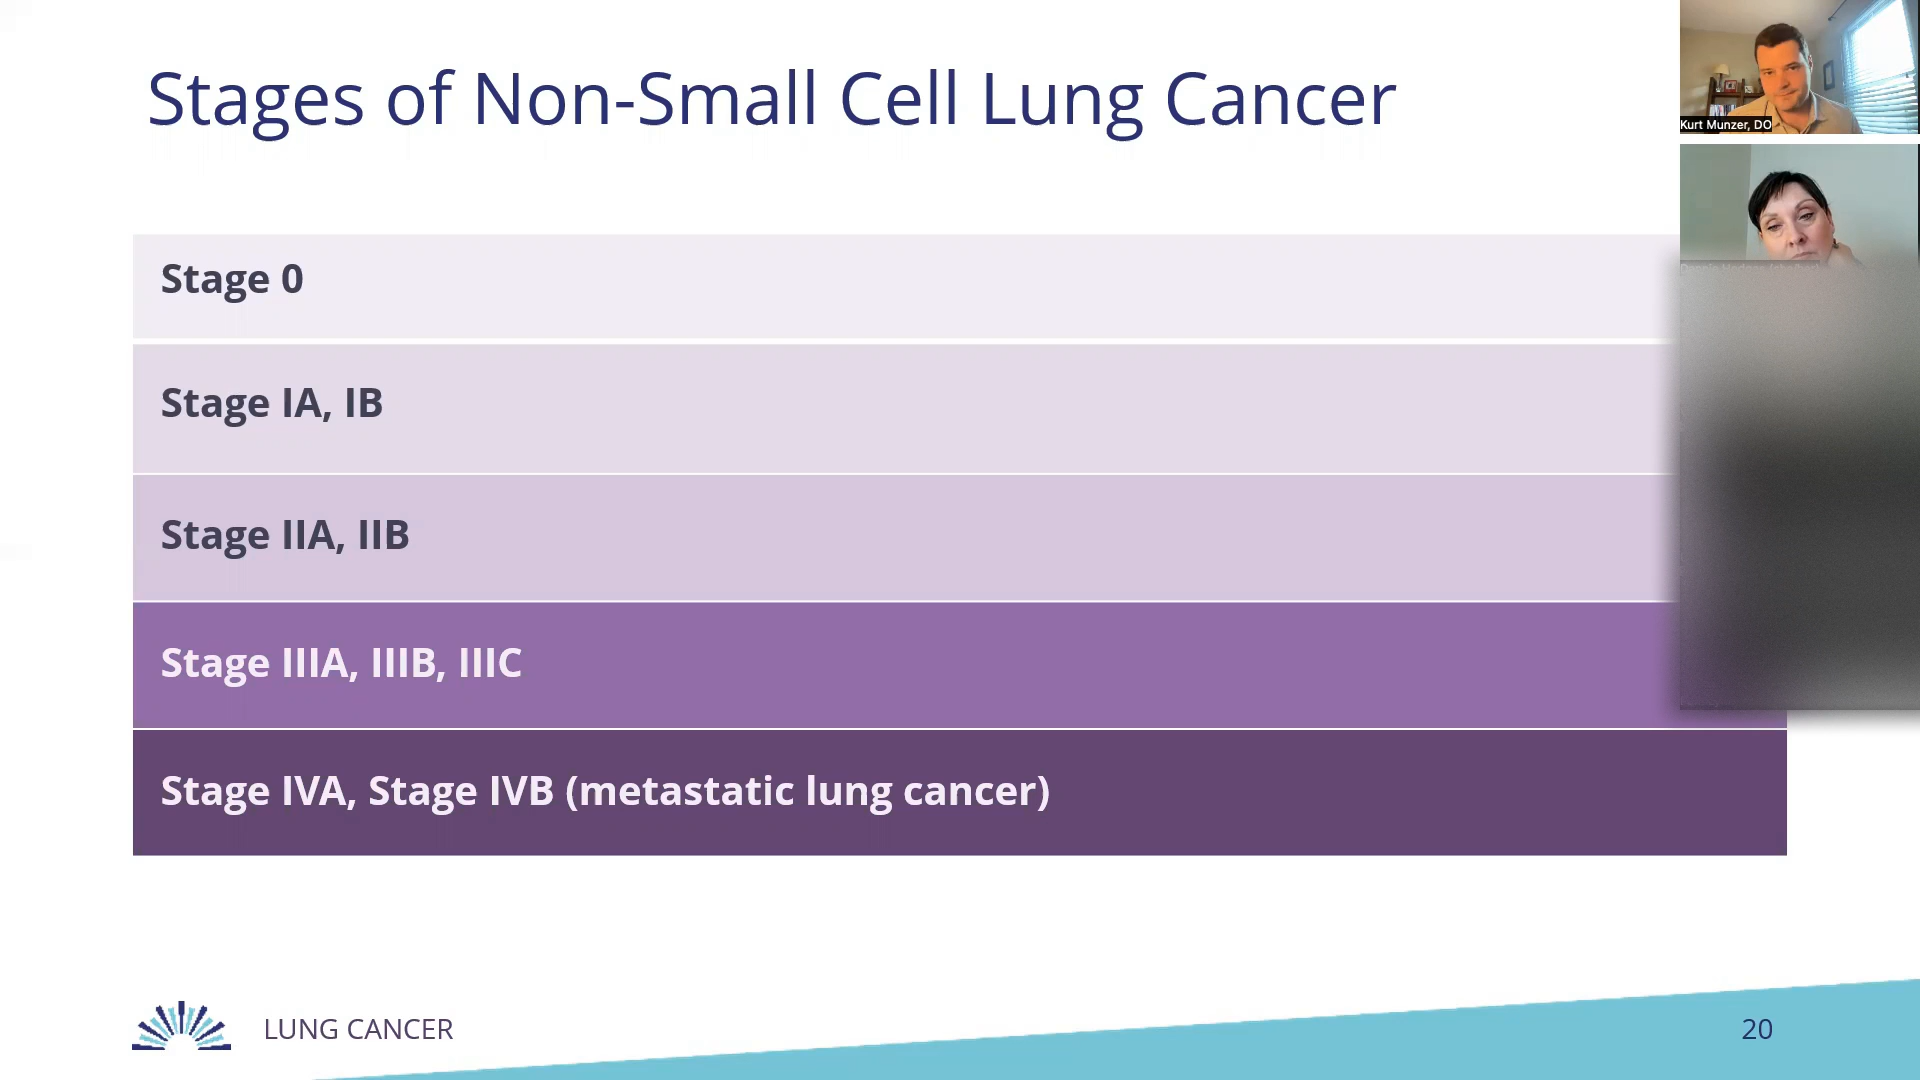 Stages of Non-Small Cell Lung Cancer
Kurt Munzer, DO
Stage 0
Stage IA, IB
Stage IIA, IIB
Stage IIIA, IIIB, IIIC
Stage IVA, Stage IVB (metastatic lung cancer)
LUNG CANCER
20